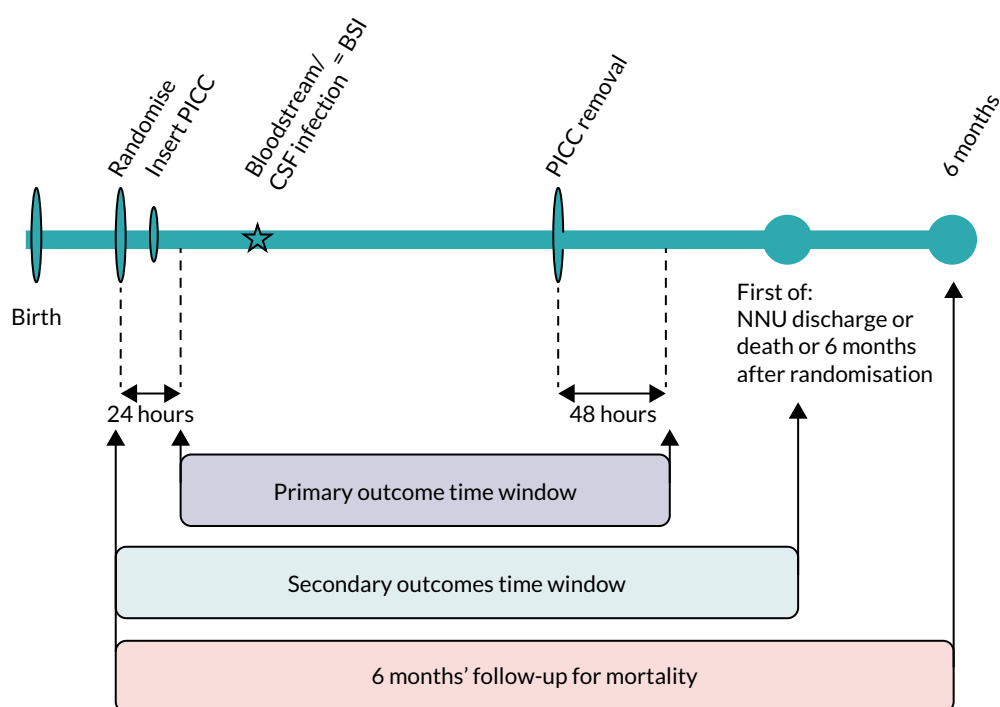 Randomise
Insert PICC
Bloodstream/
CSF infection = BSI
PICC removal
6 months
Birth
First of:
NNU discharge or
death or 6 months
after randomisation
24 hours
48 hours
Primary outcome time window
Secondary outcomes time window
6 months’ follow-up for mortality